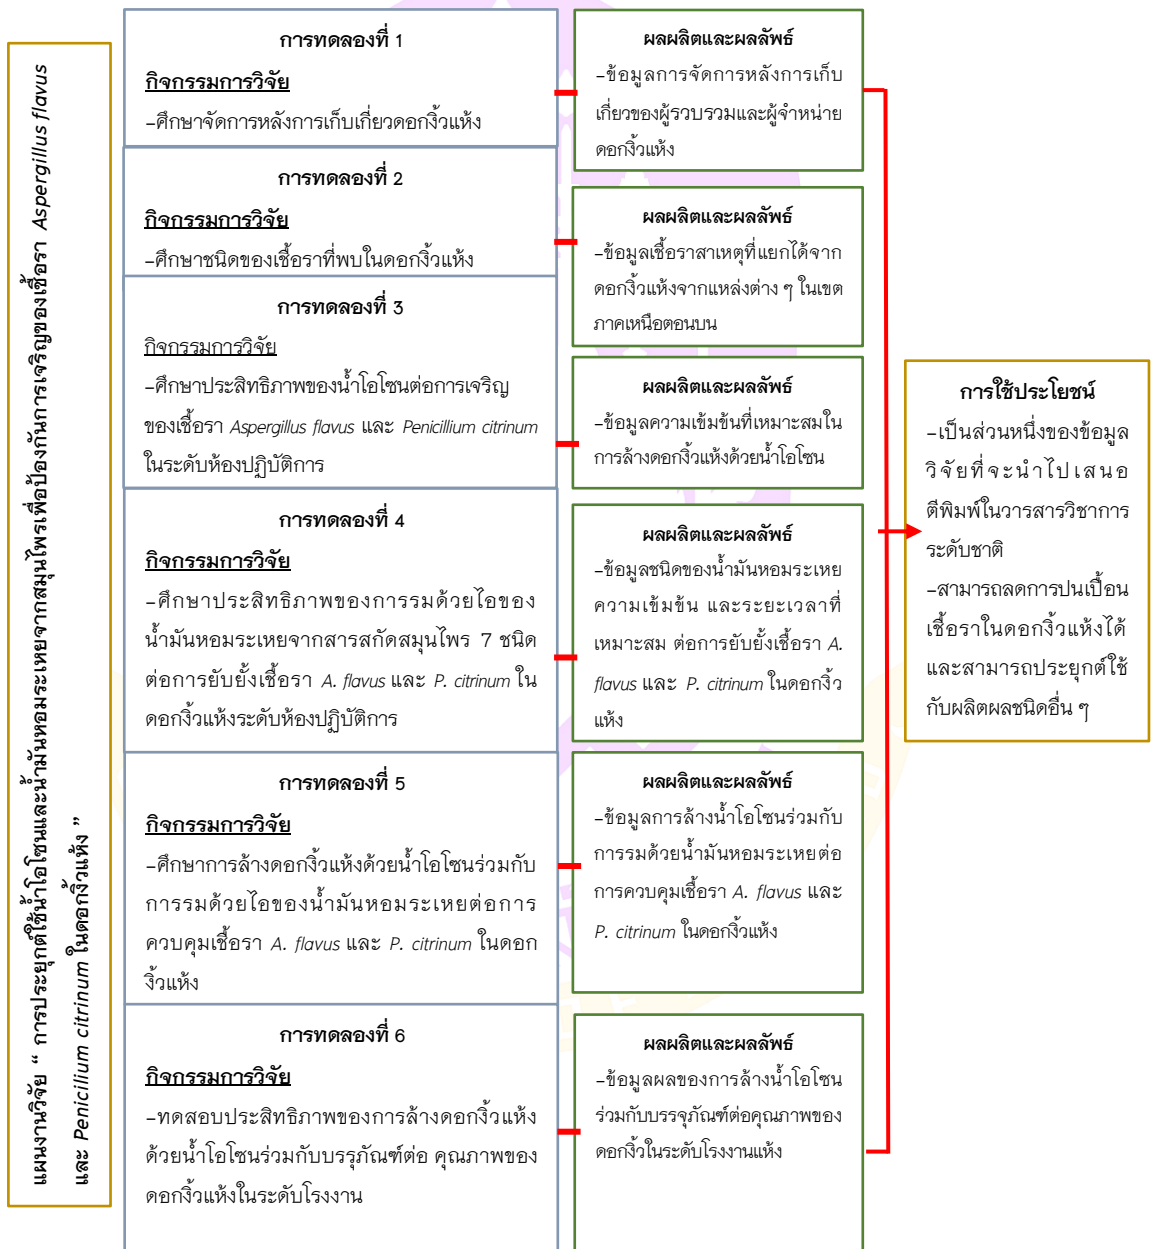 แผนงานวิจัย “ การประยุกต์ใช้น้ำโอโซนและน้ำมันหอมระเหยจากสมุนไพรเพื่อป้องกันการเจริญของเชื้อรา Aspergillus flavus
และ Penicilium citrinum ในดอกงิ้วแห้ง ”
การทดลองที่ 1
กิจกรรมการวิจัย
-ศึกษาจัดการหลังการเก็บเกี่ยวดอกงิ้วแห้ง
ผลผลิตและผลลัพธ์
-ข้อมูลการจัดการหลังการเก็บ
เกี่ยวของผู้รวบรวมและผู้จำหน่าย
ดอกงิ้วแห้ง
การทดลองที่ 2
กิจกรรมการวิจัย
-ศึกษาชนิดของเชื้อราที่พบในดอกงิ้วแห้ง
ผลผลิตและผลลัพธ์
-ข้อมูลเชื้อราสาเหตุที่แยกได้จาก
ดอกงิ้วแห้งจากแหล่งต่าง ๆ ในเขต
ภาคเหนือตอนบน
การทดลองที่ 3
กิจกรรมการวิจัย
-ศึกษาประสิทธิภาพของน้ำโอโซนต่อการเจริญ
ของเชื้อรา Aspergillus flavus และ Penicillium citrinum
ในระดับห้องปฏิบัติการ
ผลผลิตและผลลัพธ์
-ข้อมูลความเข้มข้นที่เหมาะสมใน
การล้างดอกงิ้วแห้งด้วยน้ำโอโซน
การทดลองที่ 4
กิจกรรมการวิจัย
-ศึกษาประสิทธิภาพของการรมด้วยไอของ
น้ำมันหอมระเหยจากสารสกัดสมุนไพร 7 ชนิด
ต่อการยับยั้งเชื้อรา A. flavus และ P. citrinum ใน
ดอกงิ้วแห้งระดับห้องปฏิบัติการ
ผลผลิตและผลลัพธ์
-ข้อมูลชนิดของน้ำมันหอมระเหย
ความเข้มข้น และระยะเวลาที่
เหมาะสม ต่อการยับยั้งเชื้อรา A.
flavus และ P. citrinum ในดอกงิ้ว
แห้ง
การทดลองที่ 5
กิจกรรมการวิจัย
-ศึกษาการล้างดอกงิ้วแห้งด้วยน้ำโอโซนร่วมกับ
การรมด้วยไอของน้ำมันหอมระเหยต่อการ
ควบคุมเชื้อรา A. flavus และ P. citrinum ในดอก
งิ้วแห้ง
ผลผลิตและผลลัพธ์
-ข้อมูลการล้างน้ำโอโซนร่วมกับ
การรมด้วยน้ำมันหอมระเหยต่อ
การควบคุมเชื้อรา A. flavus และ
P. citrinum ในดอกงิ้วแห้ง
การทดลองที่ 6
กิจกรรมการวิจัย
-ทดสอบประสิทธิภาพของการล้างดอกงิ้วแห้ง
ด้วยน้ำโอโซนร่วมกับบรรุภัณฑ์ต่อ คุณภาพของ
ดอกงิ้วแห้งในระดับโรงงาน
ผลผลิตและผลลัพธ์
-ข้อมูลผลของการล้างน้ำโอโซน
ร่วมกับบรรจุภัณฑ์ต่อคุณภาพของ
ดอกงิ้วในระดับโรงงานแห้ง
การใช้ประโยชน์
-เป็นส่วนหนึ่งของข้อมูล
วิจัยที่จะนำไปเสนอ
ตีพิมพ์ในวารสารวิชาการ
ระดับชาติ
-สามารถลดการปนเปื้อน
เชื้อราในดอกงิ้วแห้งได้
และสามารถประยุกต์ใช้
กับผลิตผลชนิดอื่น ๆ